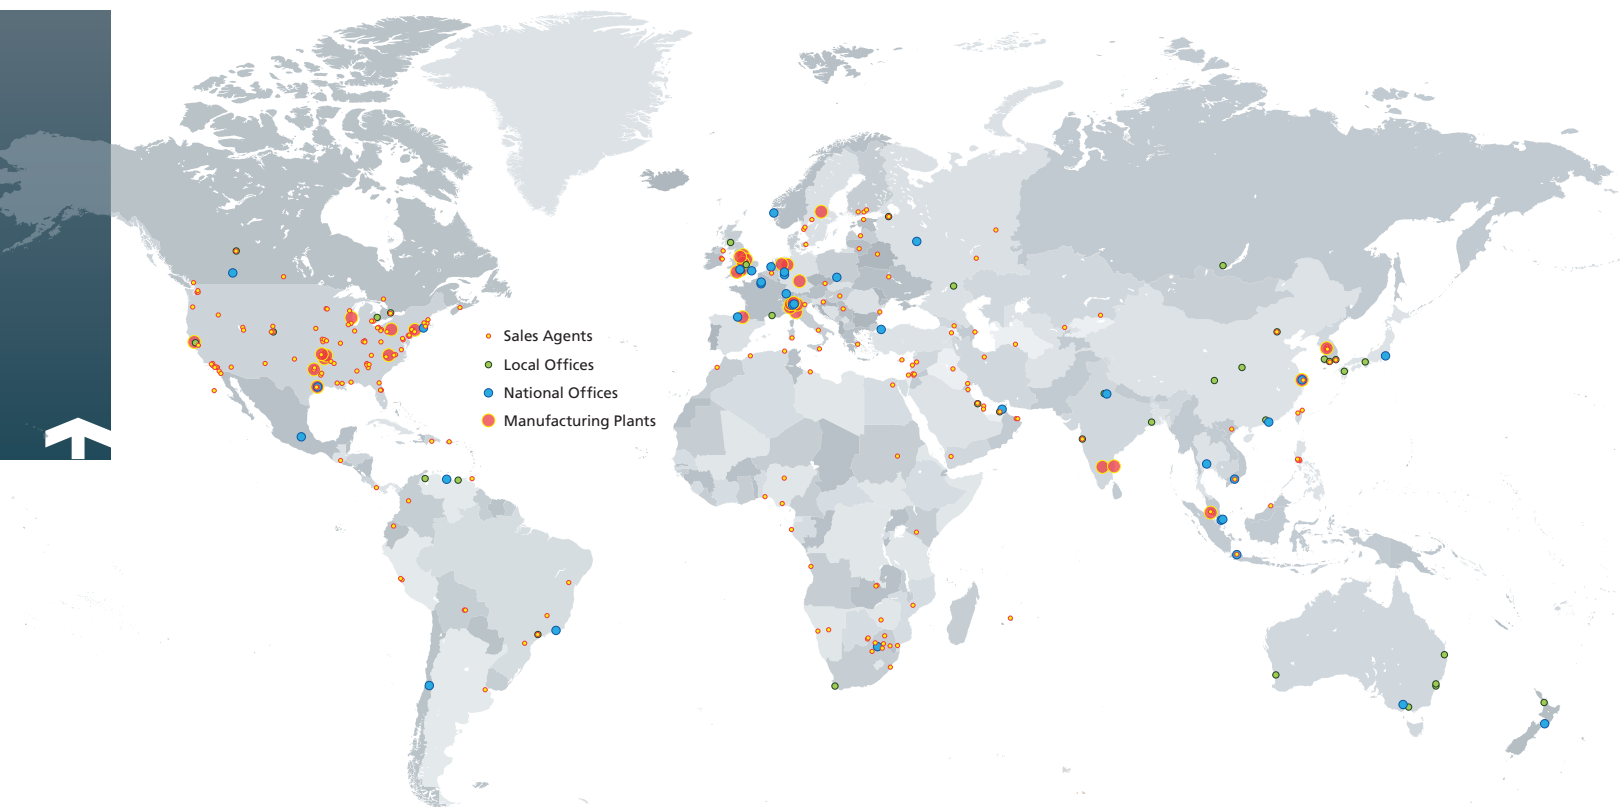 Sales Agents
Local Offices
National Offices
Manufacturing Plants